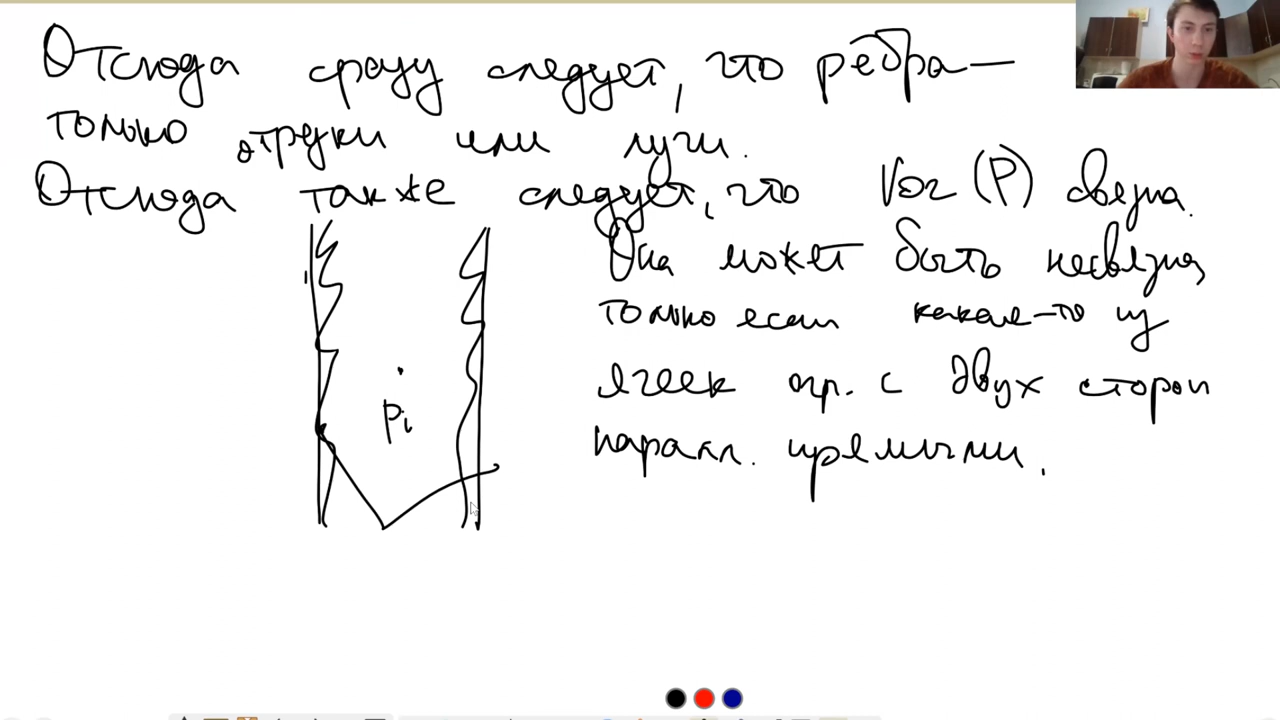 Отсюда сразу следует, что ребра —
только отрезки или лучи.
Отсюда также следует, что Vor(P) связна.
Она может быть несвязна,
только если какая-то из
ячеек огр. с двух сторон
паралл. прямыми.
pi